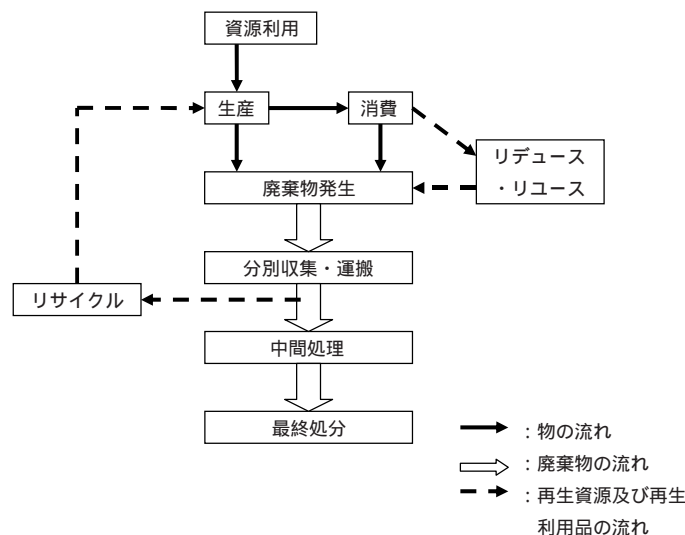 資源利用
生産
消費
リデュース
・リユース
廃棄物発生
分別収集・運搬
リサイクル
中間処理
最終処分
：物の流れ
：廃棄物の流れ
：再生資源及び再生
利用品の流れ